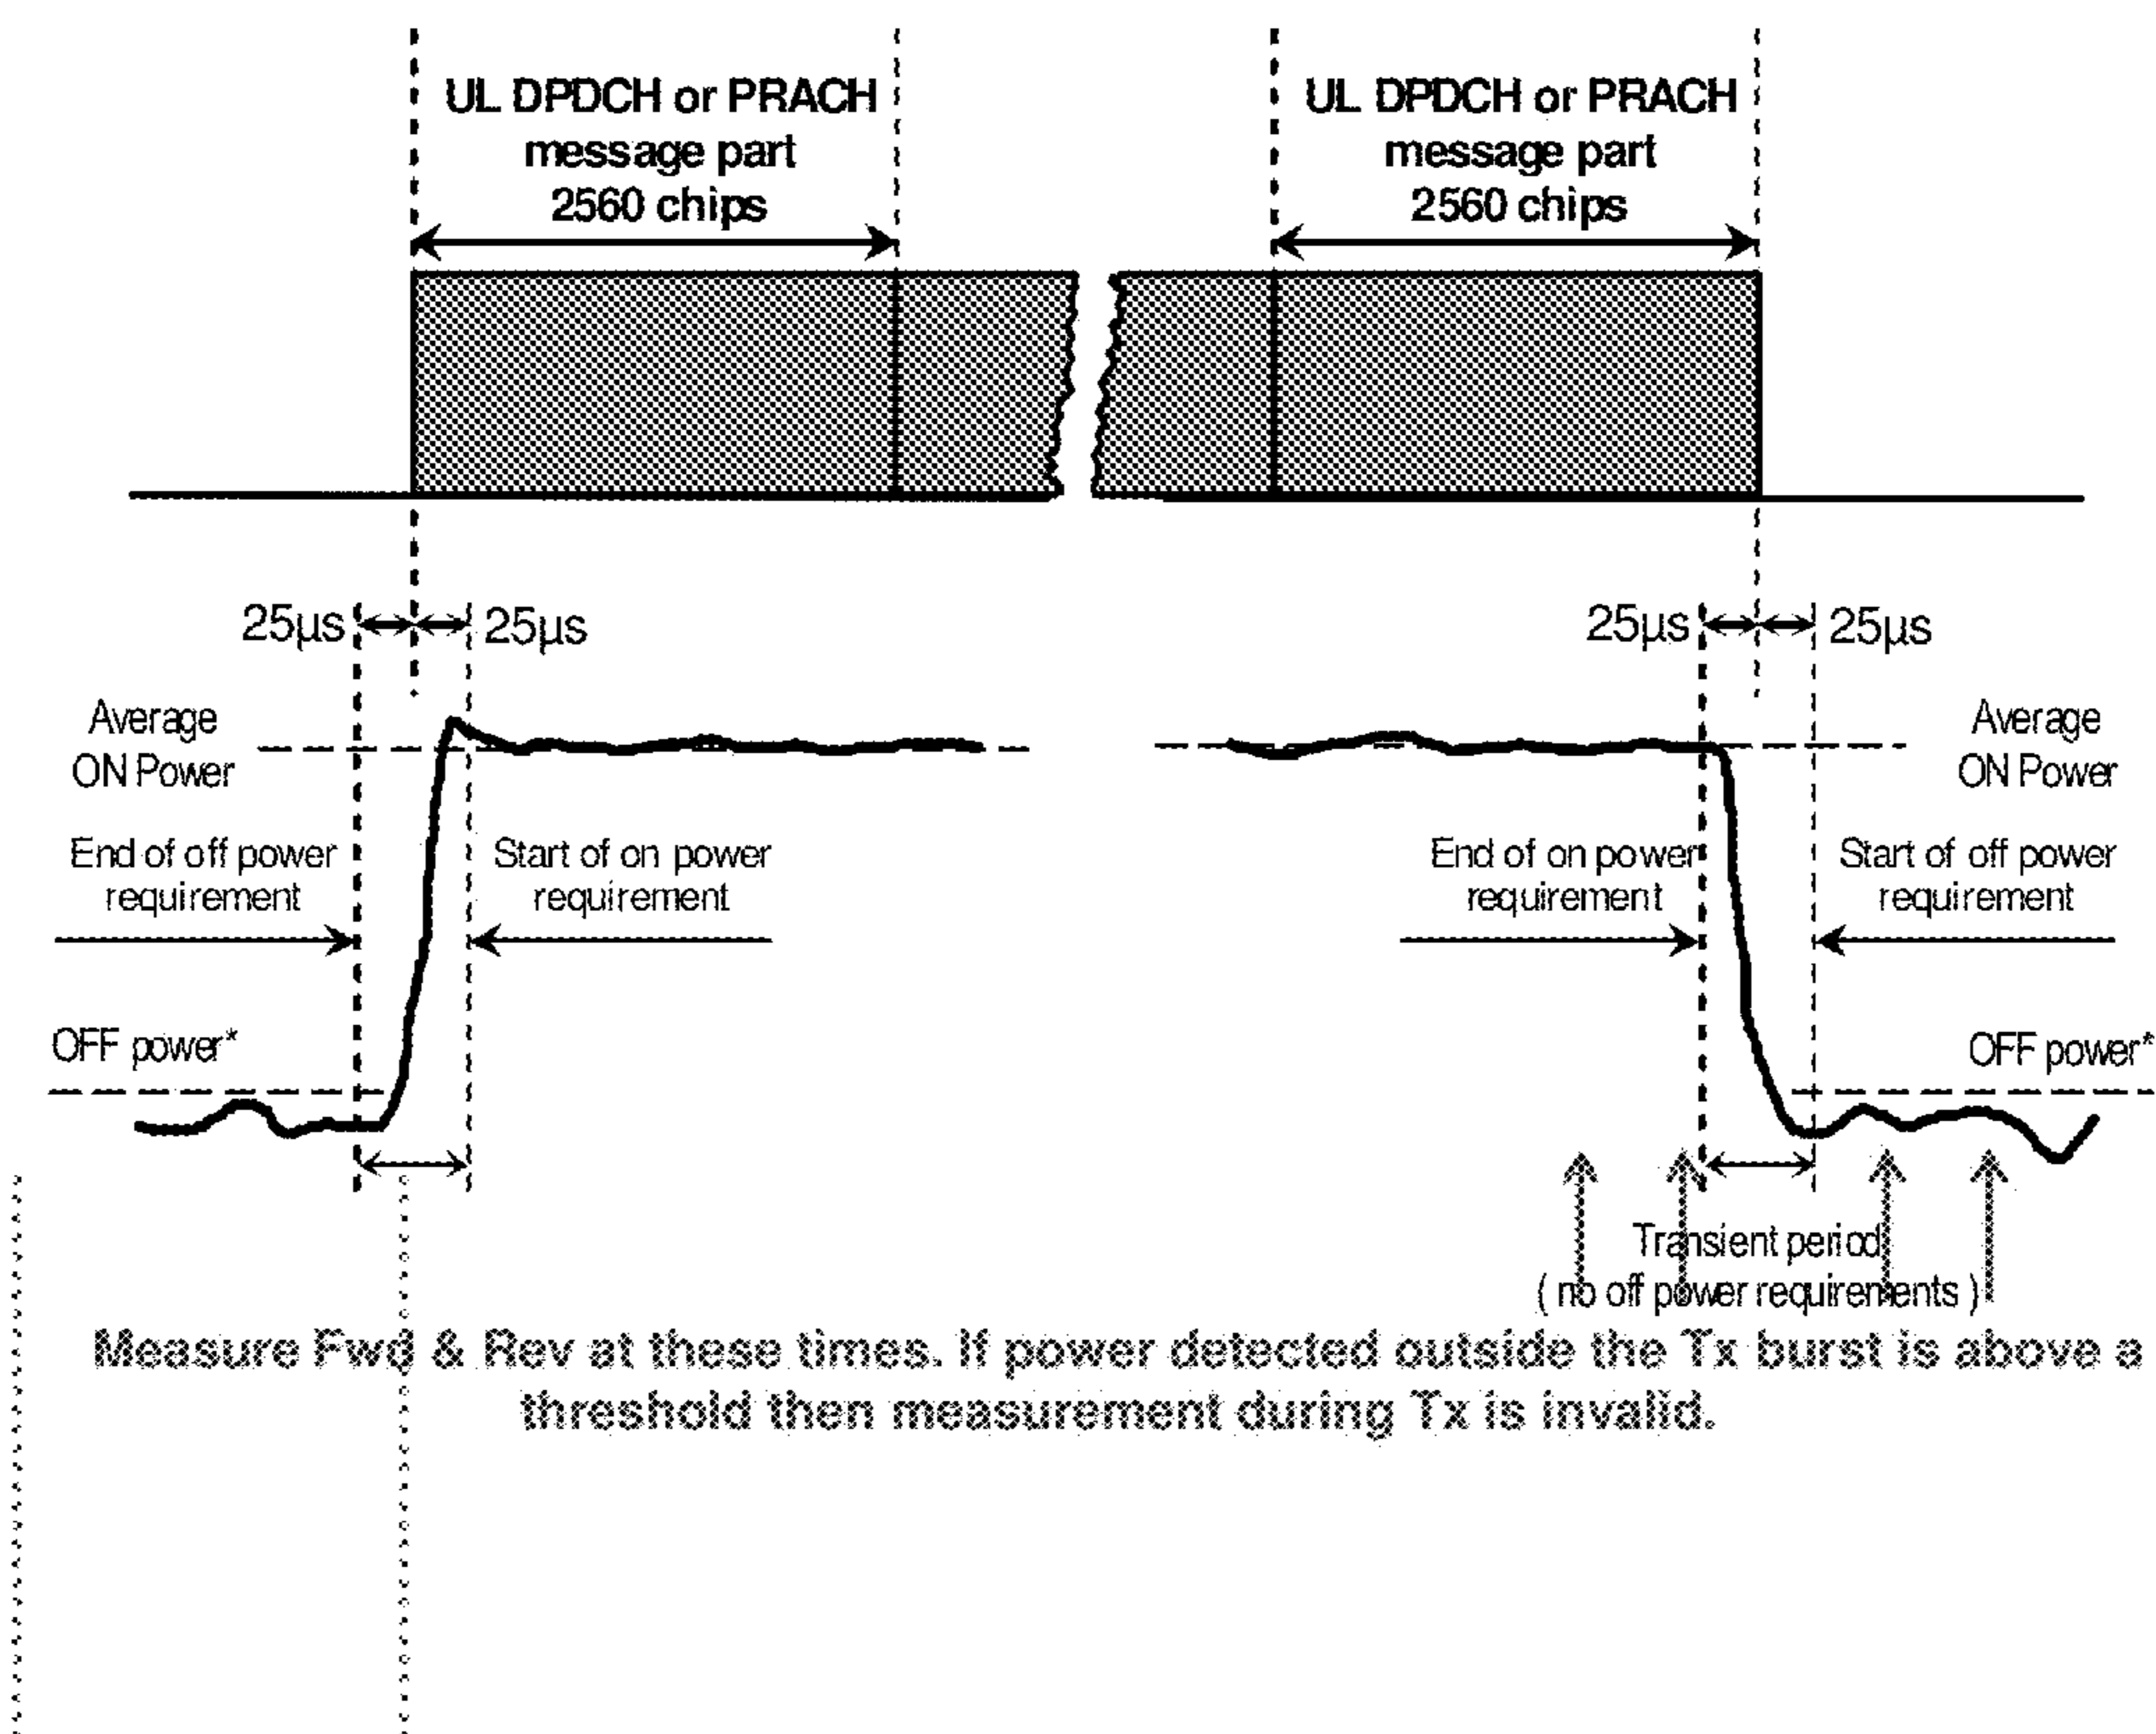 UL DPDCH or PRACH
message part
2560 chips
UL DPDCH or PRACH
message part
2560 chips
25µs
25µs
25µs
25µs
Average
ON Power
Average
ON Power
End of off power
requirement
Start of on power
requirement
End of on power
requirement
Start of off power
requirement
OFF power*
OFF power*
Transient period
( no off power requirements )
Measure Fwd & Rev at these times. If power detected outside the Tx burst is above a
threshold then measurement during Tx is invalid.